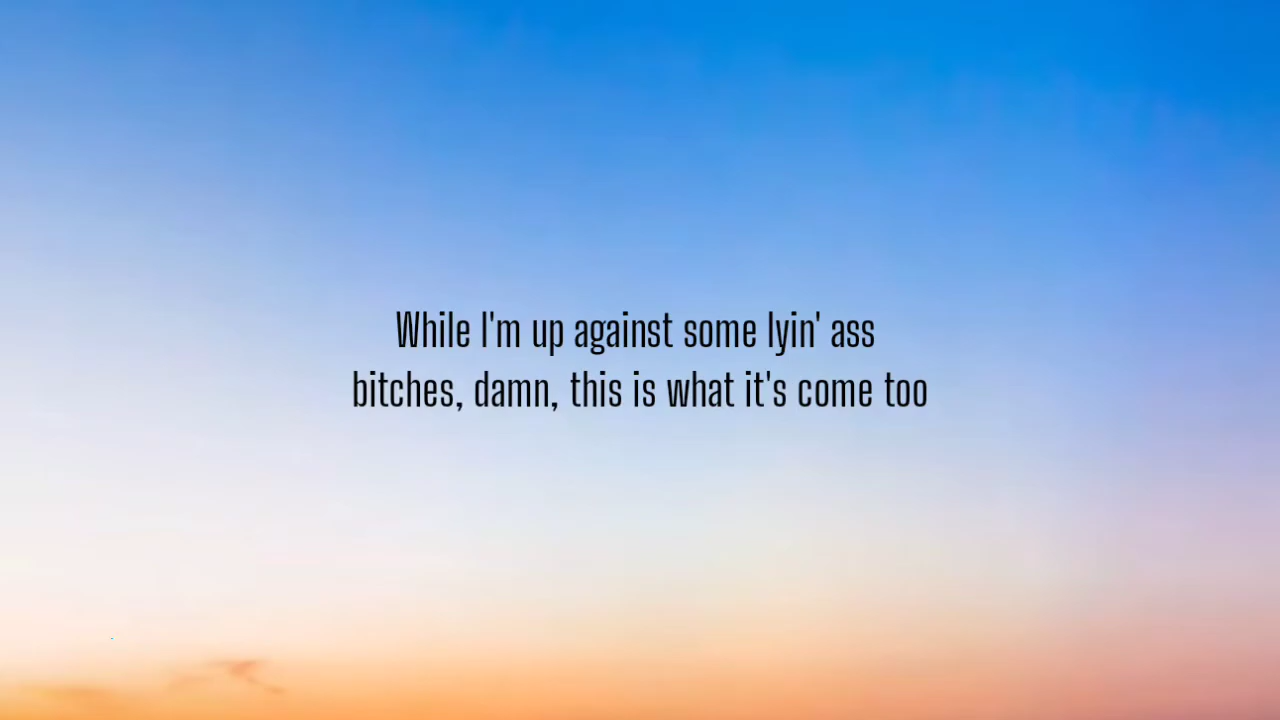 While I'm up against some lyin' ass
bitches, damn, this is what it's come too